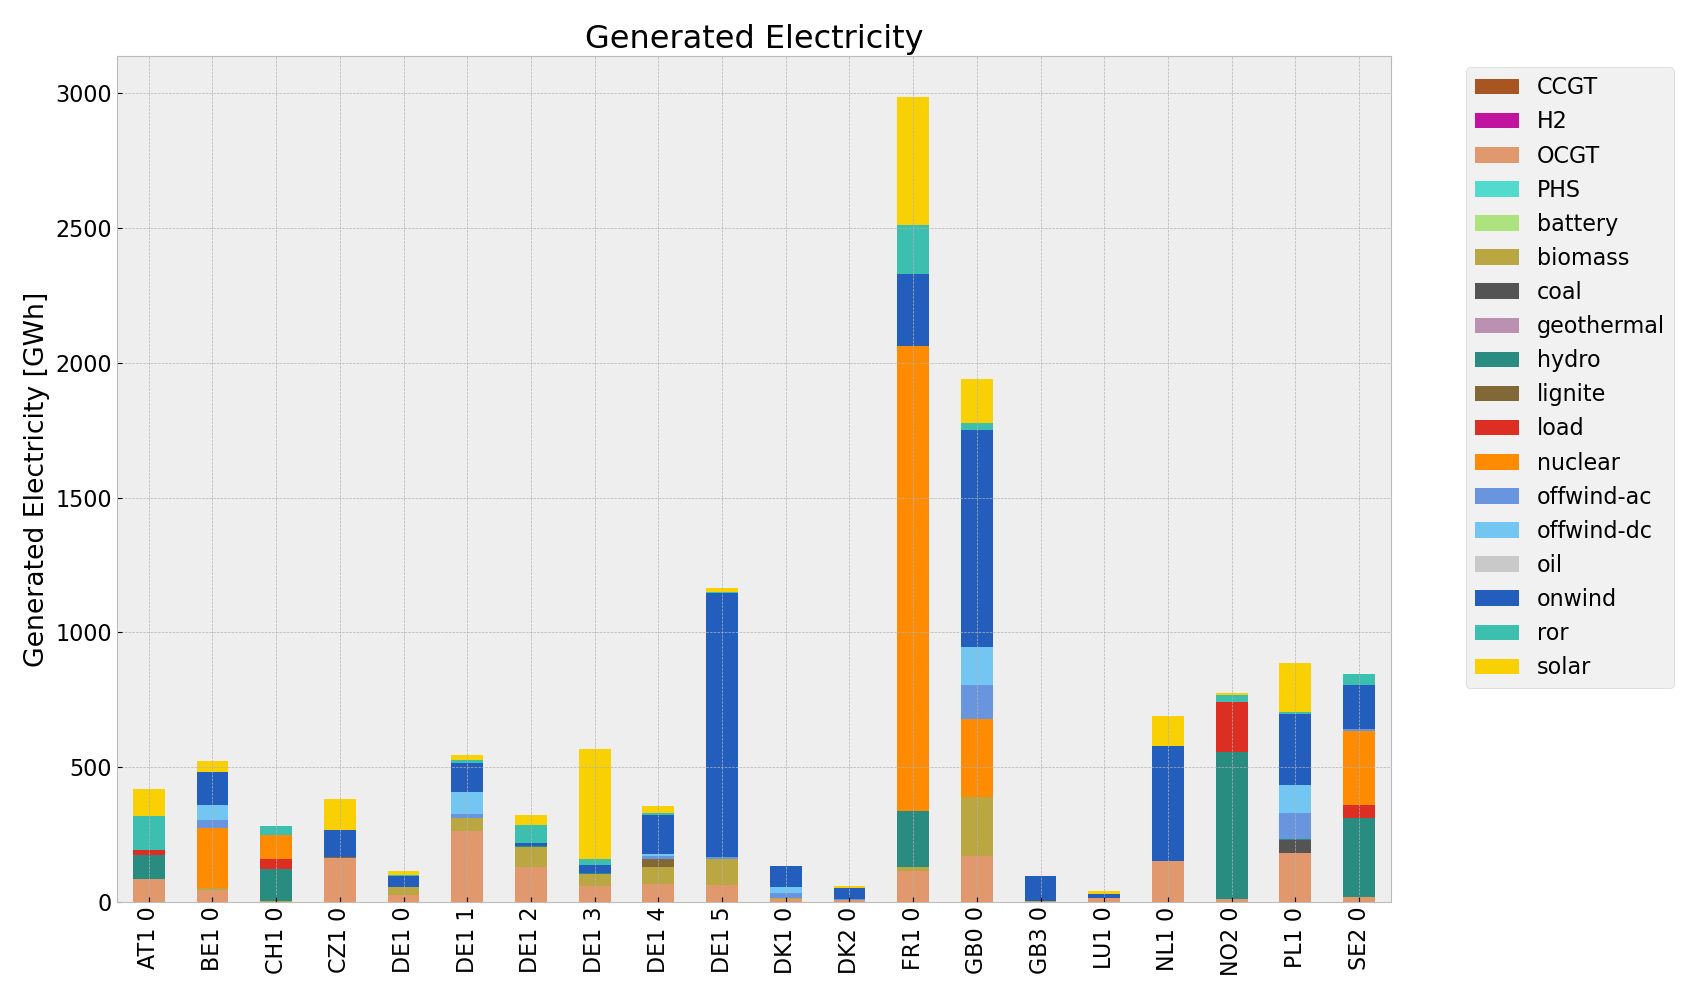 Generated Electricity
Generated Electricity [GWh]
3000
2500
2000
1500
1000
500
0
AT1 0
BE1 0
CH1 0
CZ1 0
DE1 0
DE1 1
DE1 2
DE1 3
DE1 4
DE1 5
DK1 0
DK2 0
FR1 0
GB0 0
GB3 0
LU1 0
NL1 0
NO2 0
PL1 0
SE2 0
CCGT
H2
OCGT
PHS
battery
biomass
coal
geothermal
hydro
lignite
load
nuclear
offwind-ac
offwind-dc
oil
onwind
ror
solar